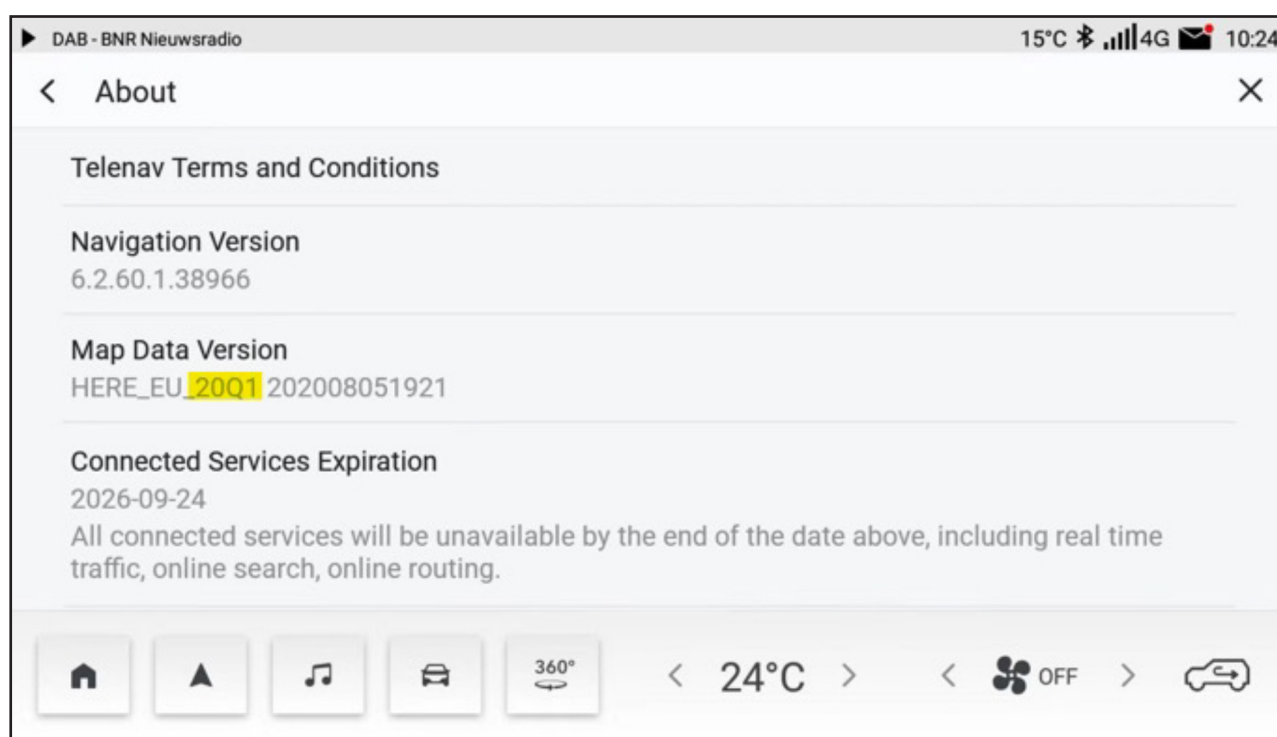 DAB - BNR Nieuwsradio 15°C 4G 10:24
About
Telenav Terms and Conditions
Navigation Version
6.2.60.1.38966
Map Data Version
HERE_EU_20Q1 202008051921
Connected Services Expiration
2026-09-24
All connected services will be unavailable by the end of the date above, including real time
traffic, online search, online routing.
360° 24°C OFF